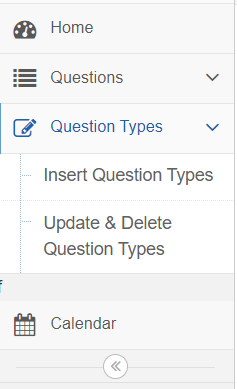 Home
Questions
Question Types
Insert Question Types
Update & Delete
Question Types
f
Calendar